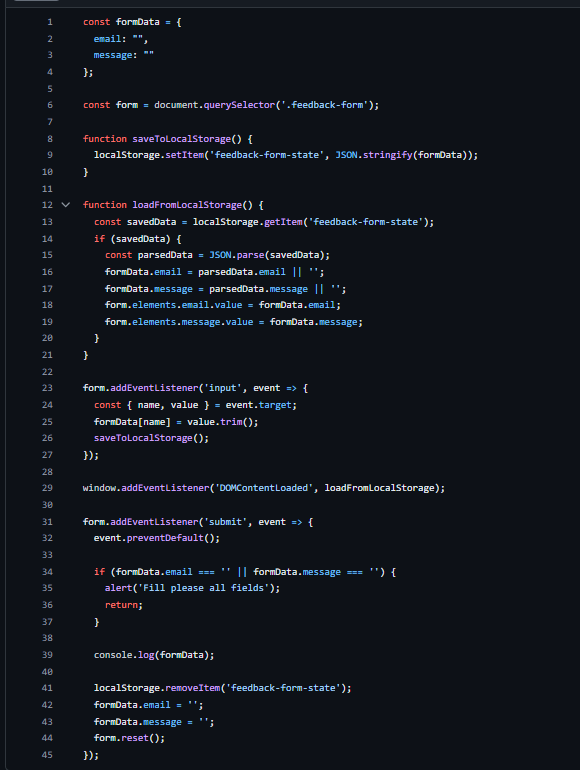 1 const formData = {
2   email: "",
3   message: ""
4 };
5
6 const form = document.querySelector('.feedback-form');
7
8 function saveToLocalStorage() {
9   localStorage.setItem('feedback-form-state', JSON.stringify(formData));
10 }
11
12 function loadFromLocalStorage() {
13   const savedData = localStorage.getItem('feedback-form-state');
14   if (savedData) {
15     const parsedData = JSON.parse(savedData);
16     formData.email = parsedData.email || '';
17     formData.message = parsedData.message || '';
18     form.elements.email.value = formData.email;
19     form.elements.message.value = formData.message;
20   }
21 }
22
23 form.addEventListener('input', event => {
24   const { name, value } = event.target;
25   formData[name] = value.trim();
26   saveToLocalStorage();
27 });
28
29 window.addEventListener('DOMContentLoaded', loadFromLocalStorage);
30
31 form.addEventListener('submit', event => {
32   event.preventDefault();
33
34   if (formData.email === '' || formData.message === '') {
35     alert('Fill please all fields');
36     return;
37   }
38
39   console.log(formData);
40
41   localStorage.removeItem('feedback-form-state');
42   formData.email = '';
43   formData.message = '';
44   form.reset();
45 });